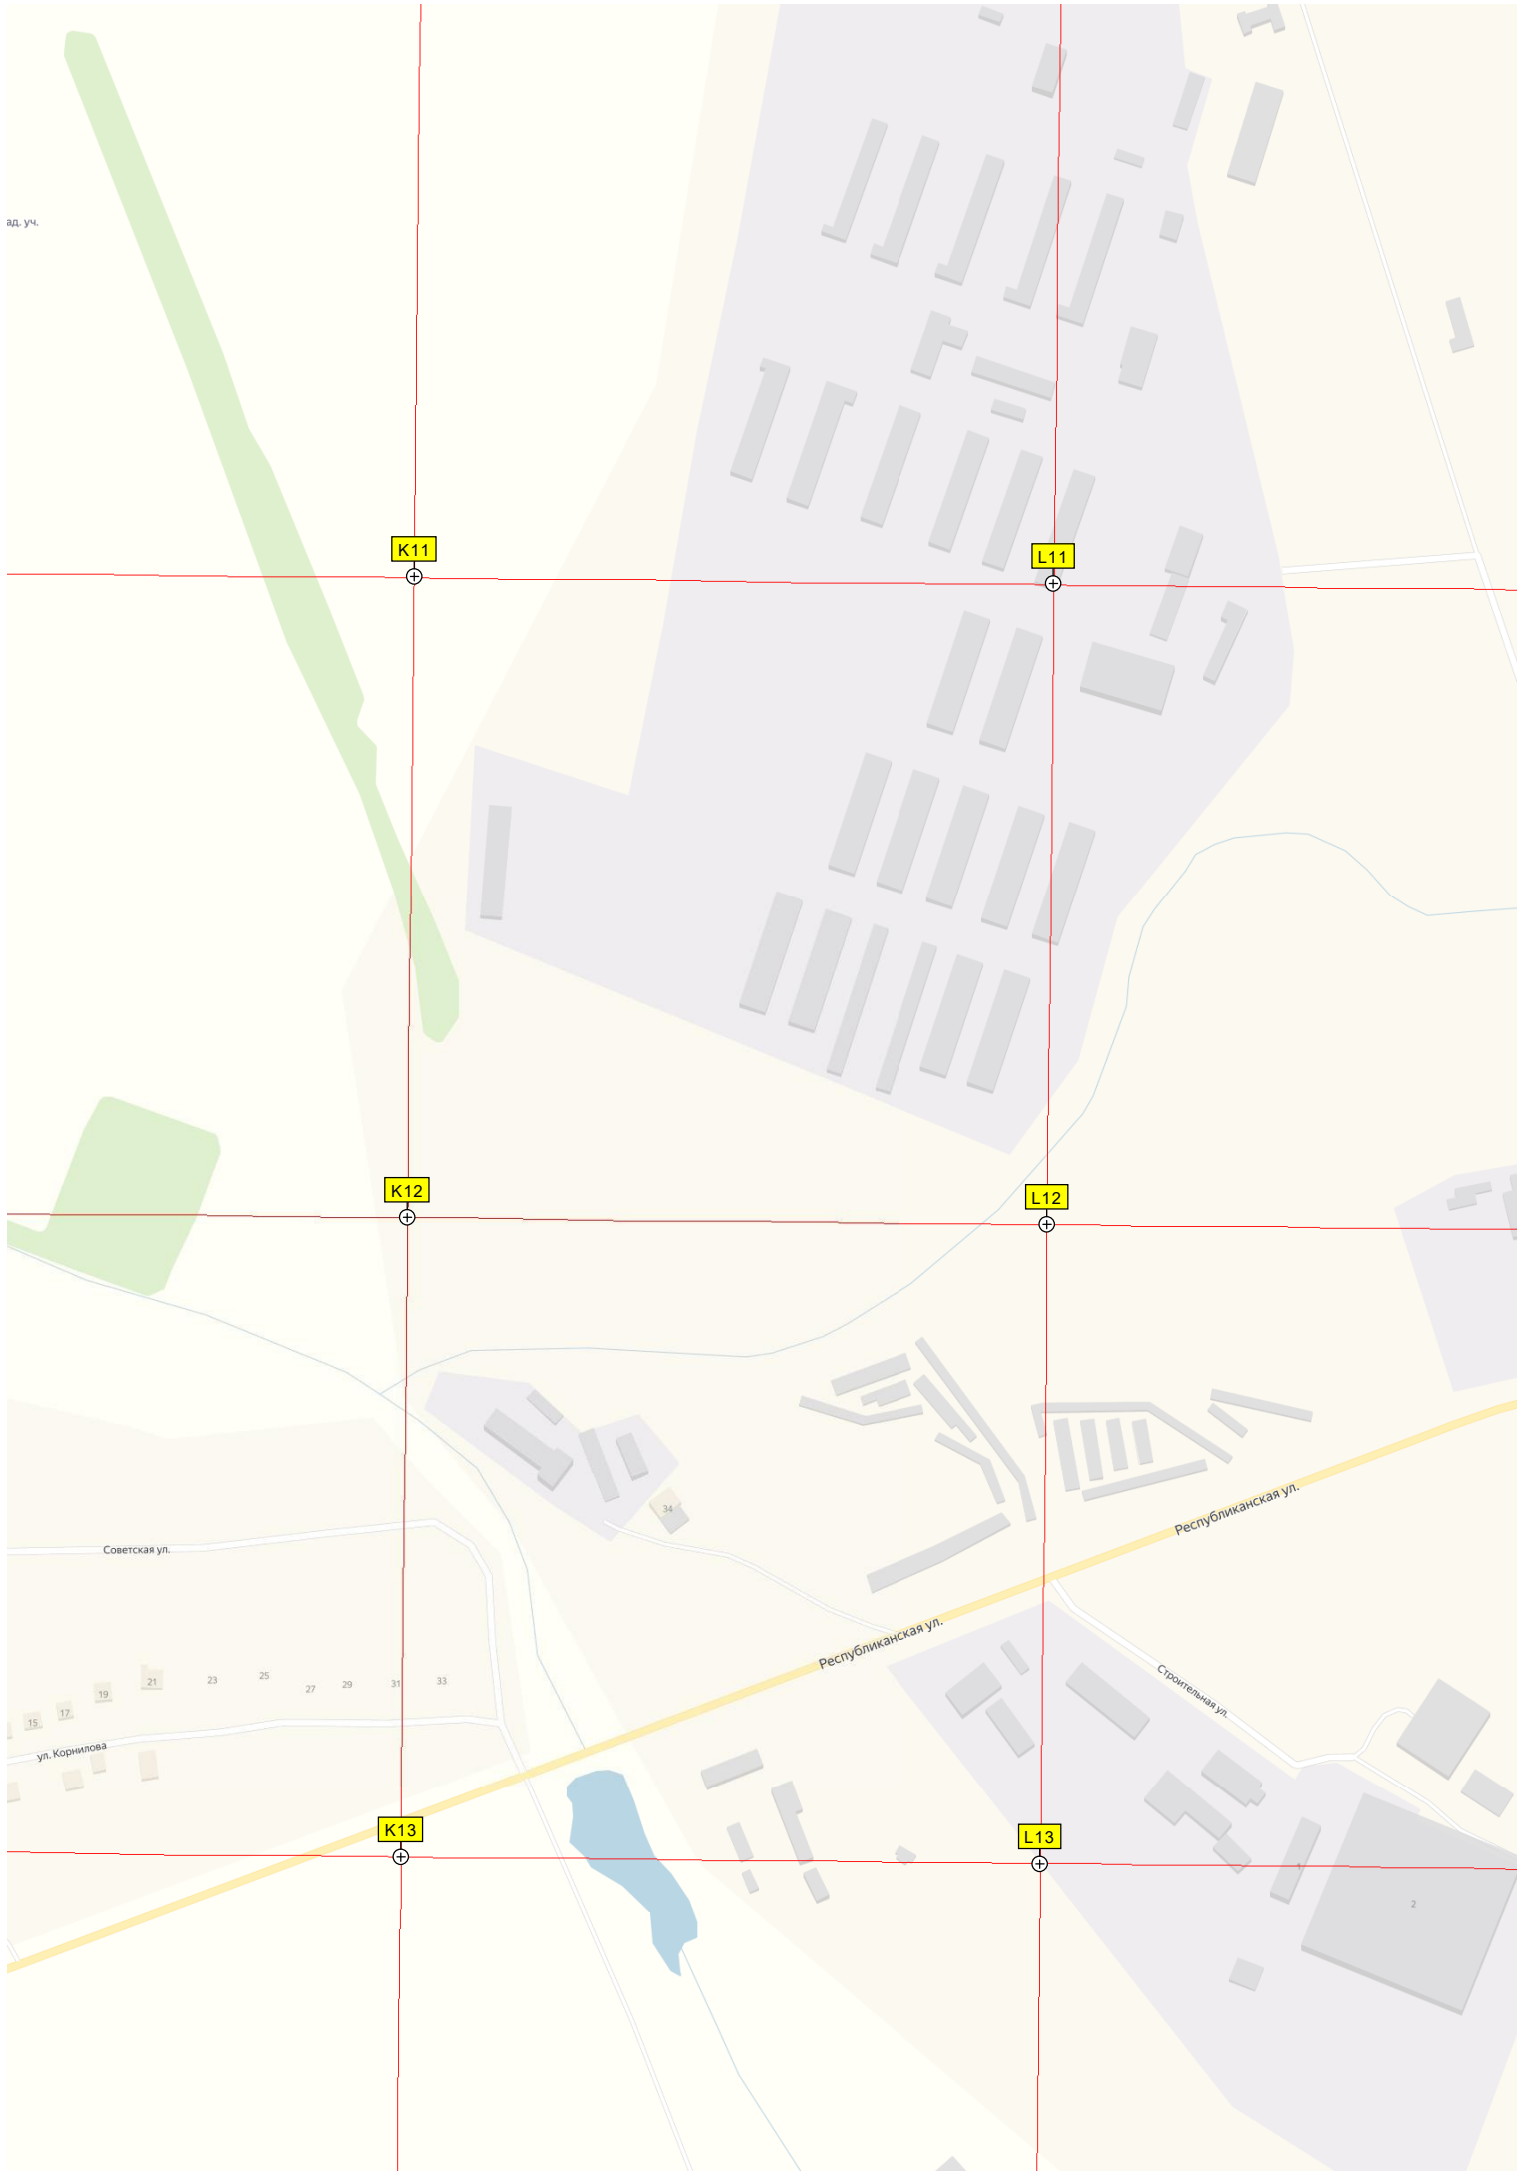 ад. уч.
K11
L11
K12
L12
34
Республиканская ул.
Советская ул.
Республиканская ул.
Строительная ул.
15
17
19
21
23
25
27
29
31
33
ул. Корнилова
K13
L13
1
2